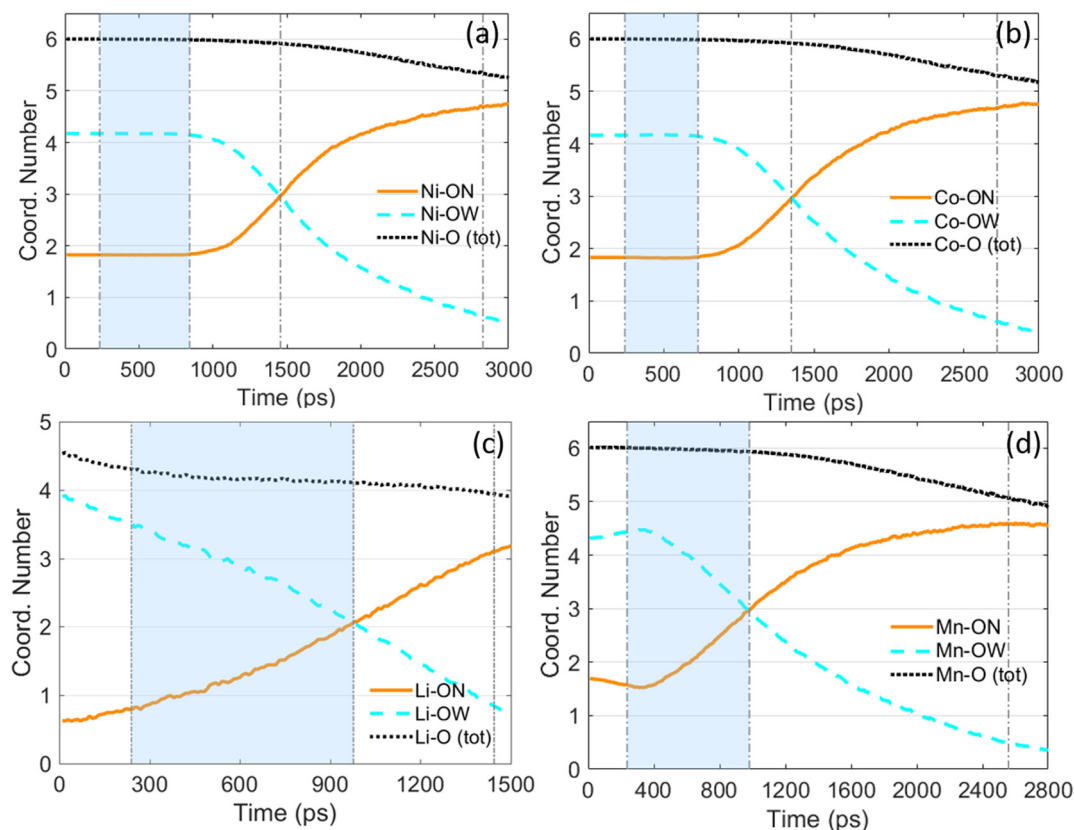 (a)
Coord. Number
6
5
4
3
2
1
0
Ni-ON
Ni-OW
Ni-O (tot)
0 500 1000 1500 2000 2500 3000
Time (ps)
(b)
Coord. Number
6
5
4
3
2
1
0
Co-ON
Co-OW
Co-O (tot)
0 500 1000 1500 2000 2500 3000
Time (ps)
(c)
Coord. Number
5
4
3
2
1
0
Li-ON
Li-OW
Li-O (tot)
0 300 600 900 1200 1500
Time (ps)
(d)
Coord. Number
6
5
4
3
2
1
0
Mn-ON
Mn-OW
Mn-O (tot)
0 400 800 1200 1600 2000 2400 2800
Time (ps)